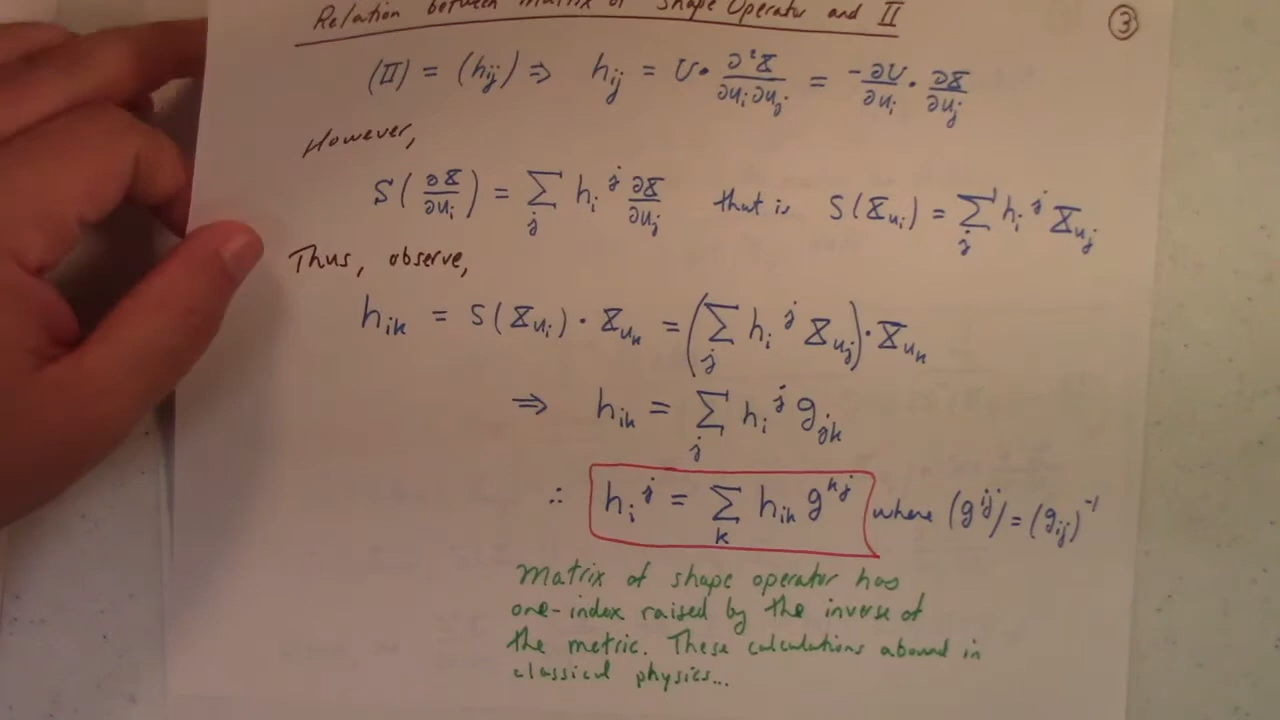 Relation between Matrix of Shape Operator and II
③
(II) = (hij) ⇒ hij = U · ∂²X/∂ui∂uj = -∂U/∂ui · ∂X/∂uj
However,
S(∂X/∂ui) = Σj hi^j ∂X/∂uj that is S(Xui) = Σj hi^j Xuj
Thus, observe,
hik = S(Xui) · Xuk = (Σj hi^j Xuj) · Xuk
⇒ hik = Σj hi^j gjk
∴ hi^j = Σk hik g^kj where (g^ij) = (gij)^-1
Matrix of shape operator has
one-index raised by the inverse of
the metric. These calculations abound in
classical physics...